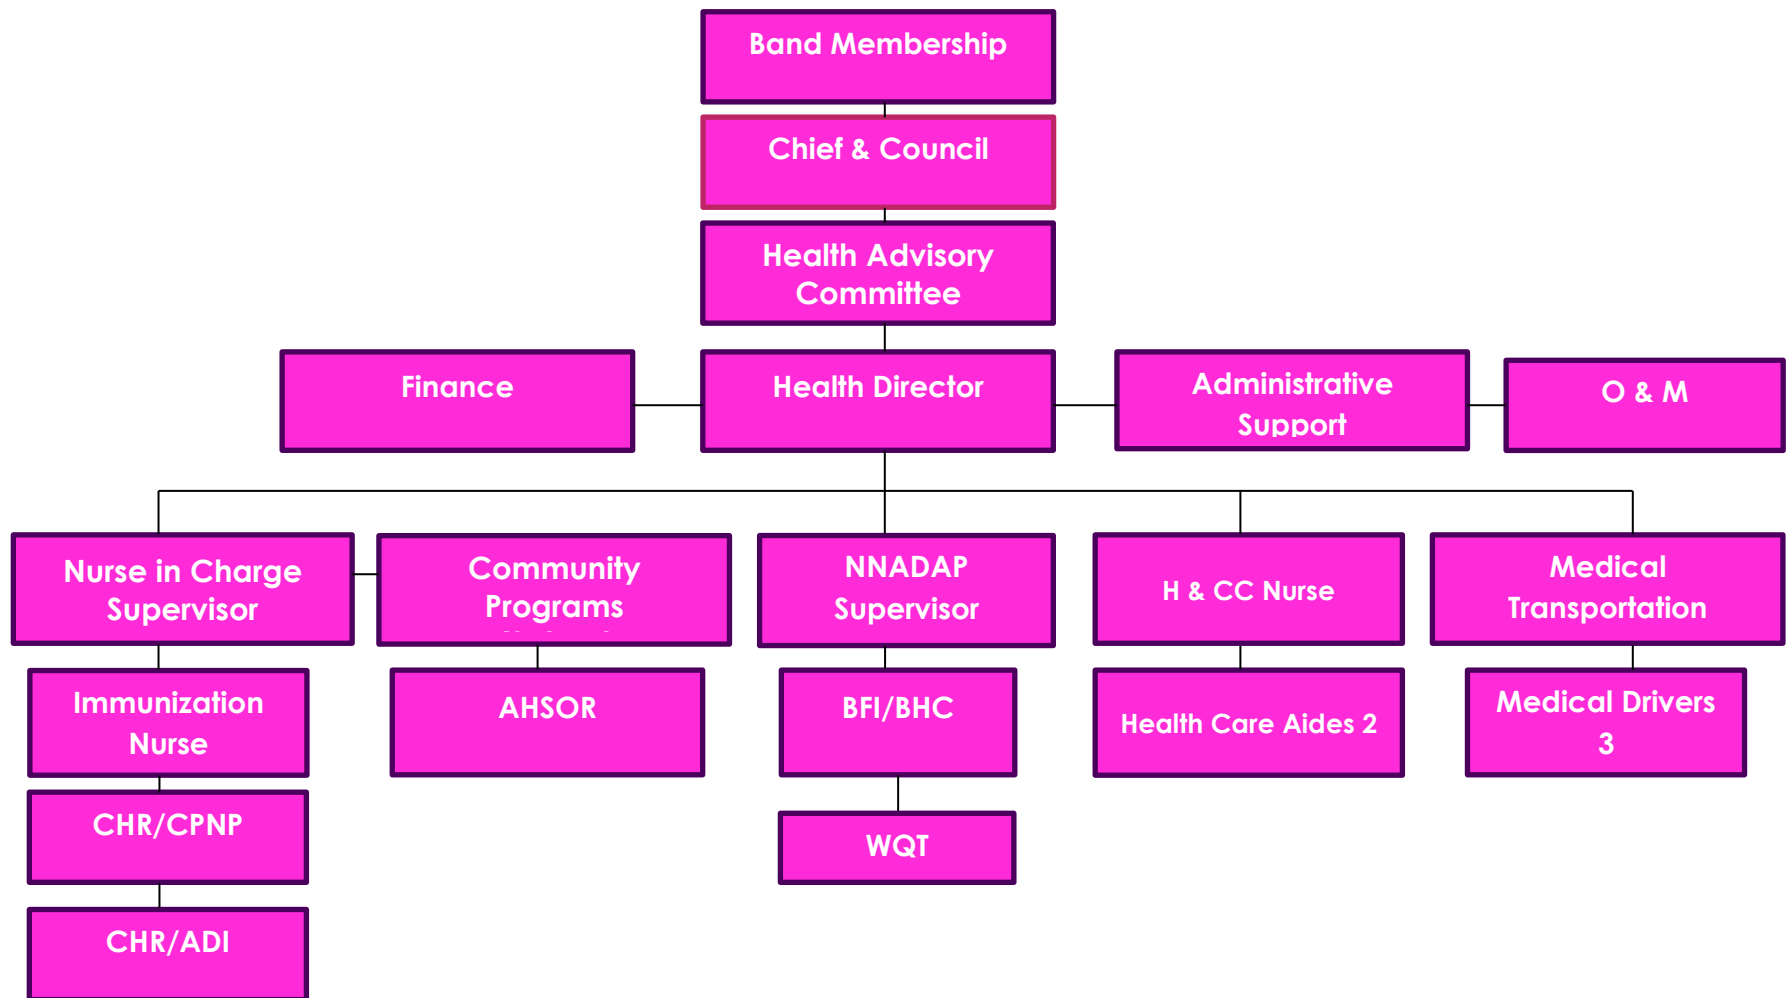 Band Membership
Chief & Council
Health Advisory
Committee
Finance
Health Director
Administrative
Support
O & M
Nurse in Charge
Supervisor
Community
Programs
NNADAP
Supervisor
H & CC Nurse
Medical
Transportation
Immunization
Nurse
AHSOR
BFI/BHC
Health Care Aides 2
Medical Drivers
3
CHR/CPNP
WQT
CHR/ADI